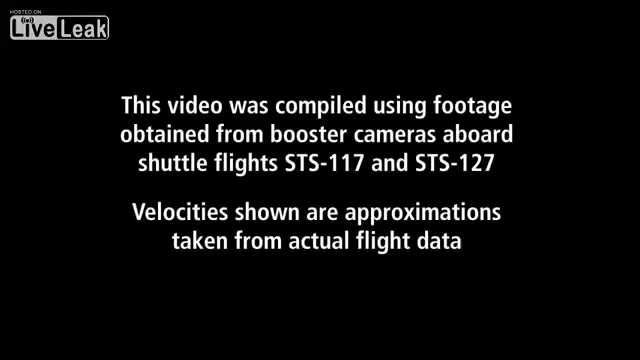 HOSTED ON
LiveLeak
This video was compiled using footage
obtained from booster cameras aboard
shuttle flights STS-117 and STS-127
Velocities shown are approximations
taken from actual flight data